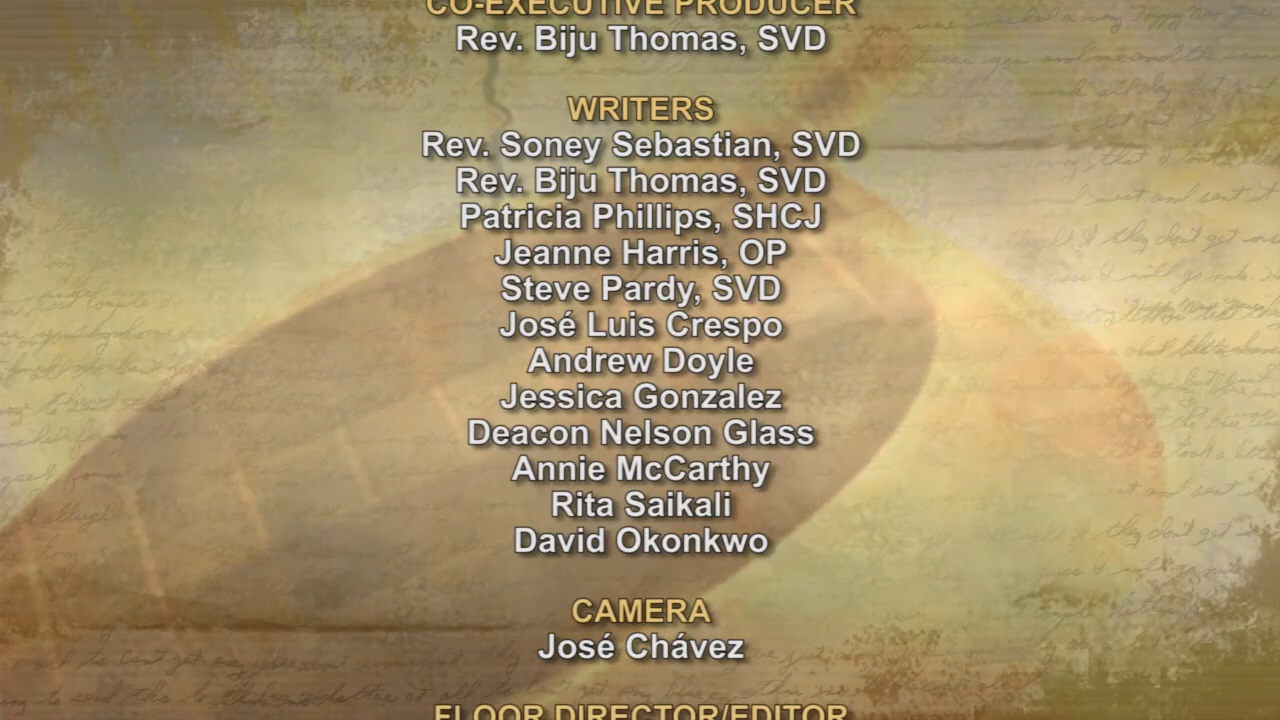 CO-EXECUTIVE PRODUCER
Rev. Biju Thomas, SVD
WRITERS
Rev. Soney Sebastian, SVD
Rev. Biju Thomas, SVD
Patricia Phillips, SHCJ
Jeanne Harris, OP
Steve Pardy, SVD
José Luis Crespo
Andrew Doyle
Jessica Gonzalez
Deacon Nelson Glass
Annie McCarthy
Rita Saikali
David Okonkwo
CAMERA
José Chávez
FLOOR DIRECTOR/EDITOR